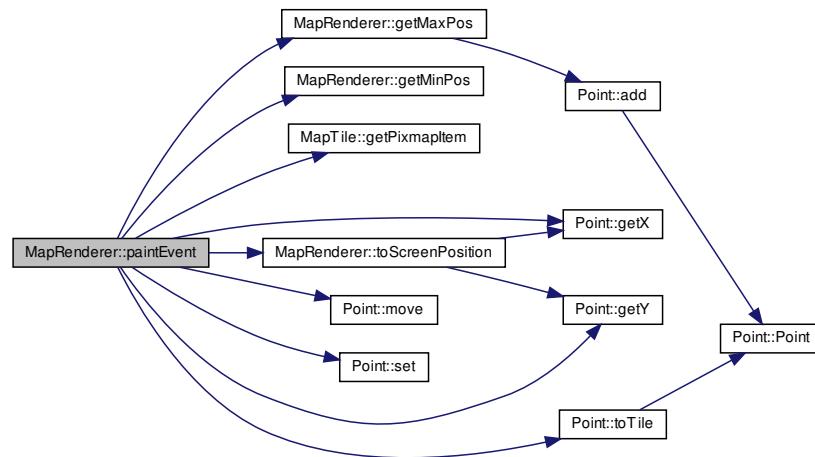 MapRenderer::getMaxPos
MapRenderer::getMinPos
Point::add
MapTile::getPixmapItem
Point::getX
MapRenderer::paintEvent
MapRenderer::toScreenPosition
Point::move
Point::getY
Point::Point
Point::set
Point::toTile